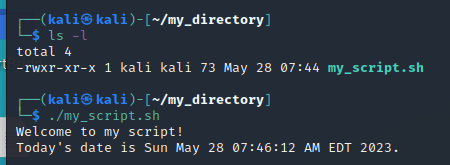 ┌──(kali㉿kali)-[~/my_directory]
└─$ ls -l
total 4
-rwxr-xr-x 1 kali kali 73 May 28 07:44 my_script.sh
┌──(kali㉿kali)-[~/my_directory]
└─$ ./my_script.sh
Welcome to my script!
Today's date is Sun May 28 07:46:12 AM EDT 2023.